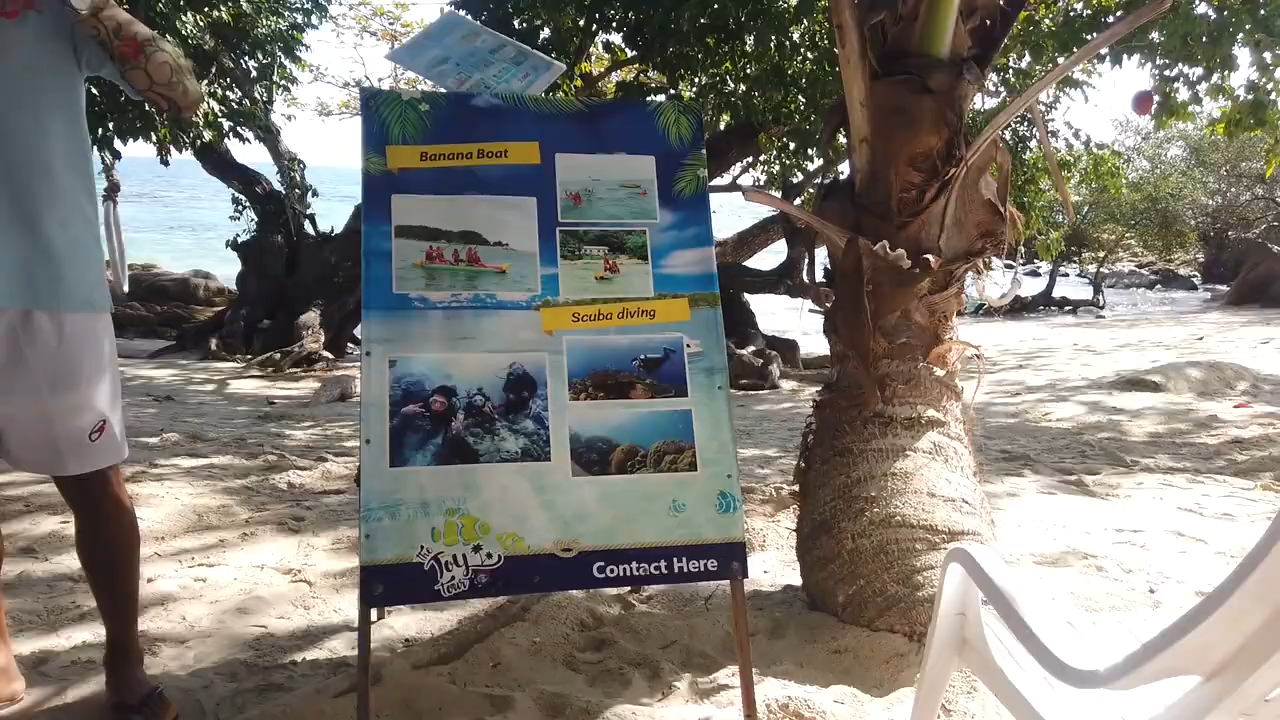 Banana Boat
Scuba diving
The
Joy
Tour
Contact Here